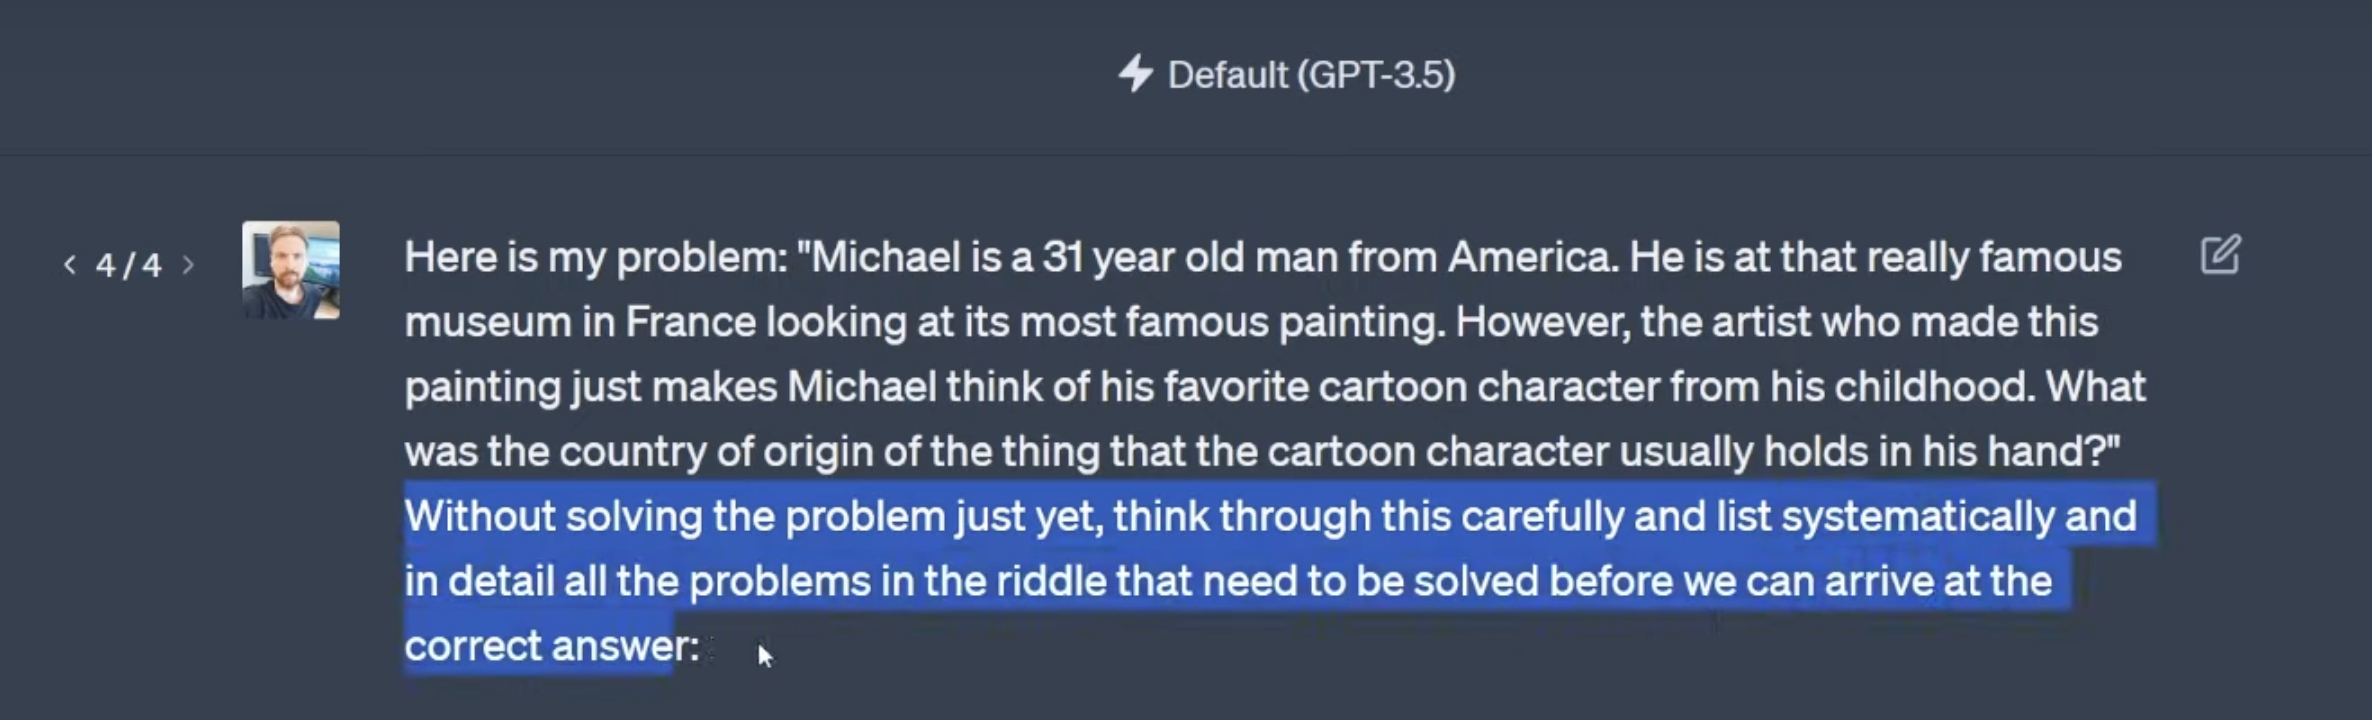 Default (GPT-3.5)
< 4 / 4 >
Here is my problem: "Michael is a 31 year old man from America. He is at that really famous
museum in France looking at its most famous painting. However, the artist who made this
painting just makes Michael think of his favorite cartoon character from his childhood. What
was the country of origin of the thing that the cartoon character usually holds in his hand?"
Without solving the problem just yet, think through this carefully and list systematically and
in detail all the problems in the riddle that need to be solved before we can arrive at the
correct answer: